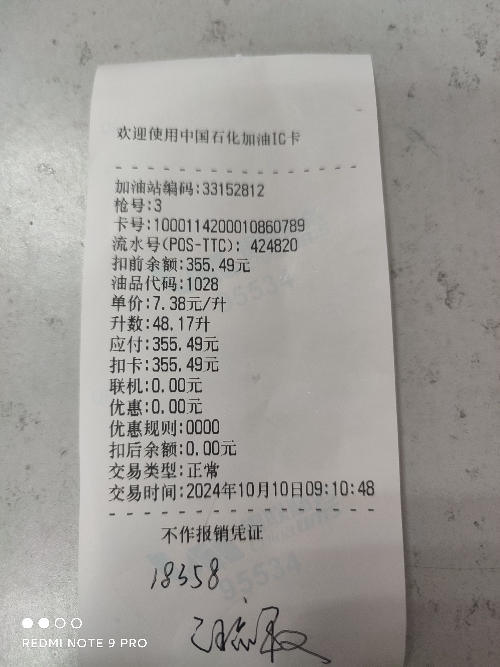 欢迎使用中国石化加油IC卡
加油站编码:33152812
枪号:3
卡号:1000114200010860789
流水号(POS-TTC): 424820
扣前余额:355.49元
油品代码:1028
单价:7.38元/升
升数:48.17升
应付:355.49元
扣卡:355.49元
联机:0.00元
优惠:0.00元
优惠规则:0000
扣后余额:0.00元
交易类型:正常
交易时间:2024年10月10日09:10:48
不作报销凭证
95534
18358
REDMI NOTE 9 PRO